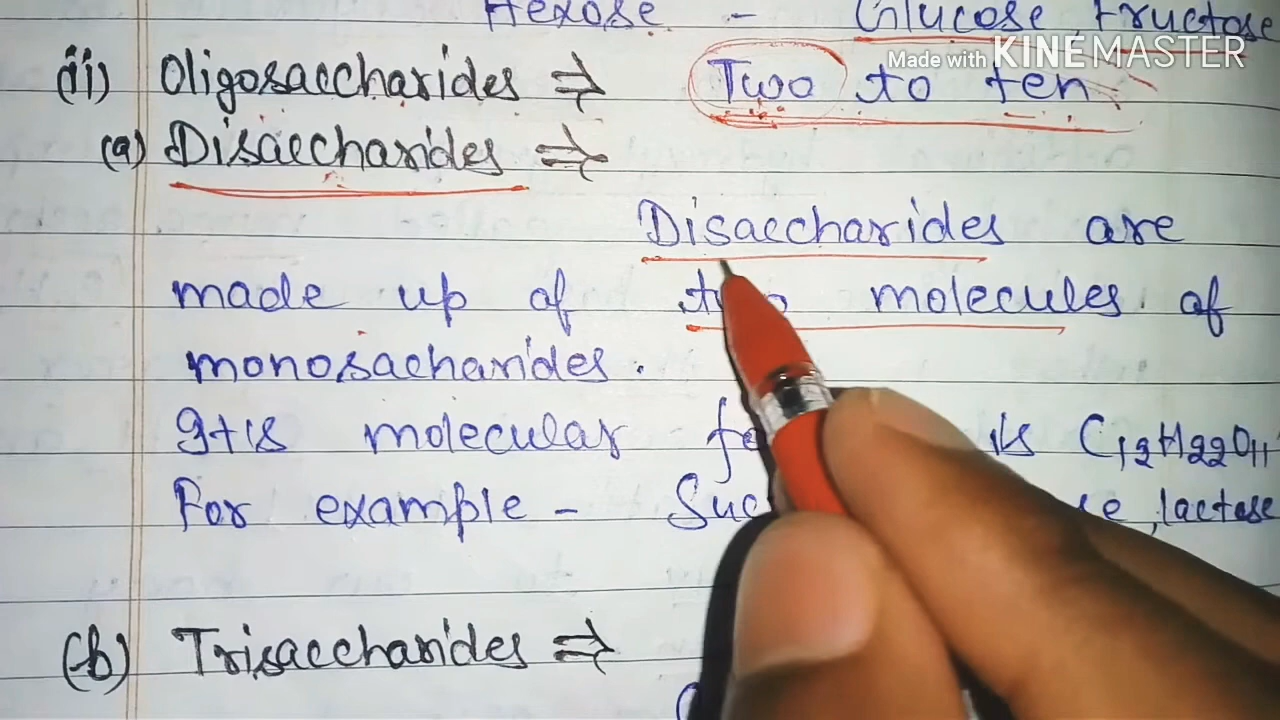 Hexose - Glucose, Fructose
Made with KINEMASTER
(ii) Oligosaccharides ⇒ Two to ten
(a) Disaccharides ⇒
Disaccharides are
made up of two molecules of
monosacharides.
It is molecular is C12H22O11
For example - lactose
(b) Trisaccharides ⇒